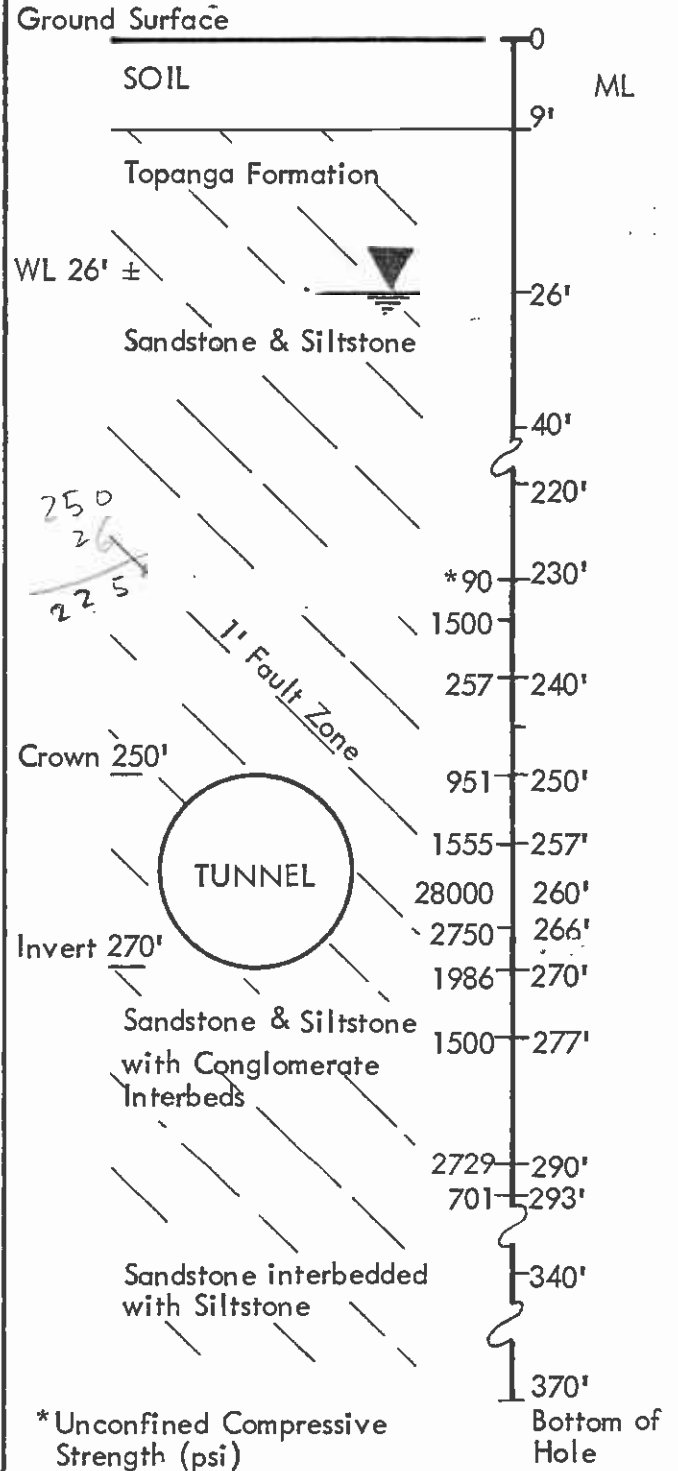 Ground Surface
0
SOIL
ML
9'
Topanga Formation
WL 26' ±
26'
Sandstone & Siltstone
40'
220'
250
26
225
*90 230'
1500
1' Fault Zone
257 240'
Crown 250'
951 250'
1555 257'
TUNNEL
28000 260'
2750 266'
Invert 270'
1986 270'
Sandstone & Siltstone
1500 277'
with Conglomerate
Interbeds
2729 290'
701 293'
Sandstone interbedded
340'
with Siltstone
370'
*Unconfined Compressive
Strength (psi)
Bottom of
Hole